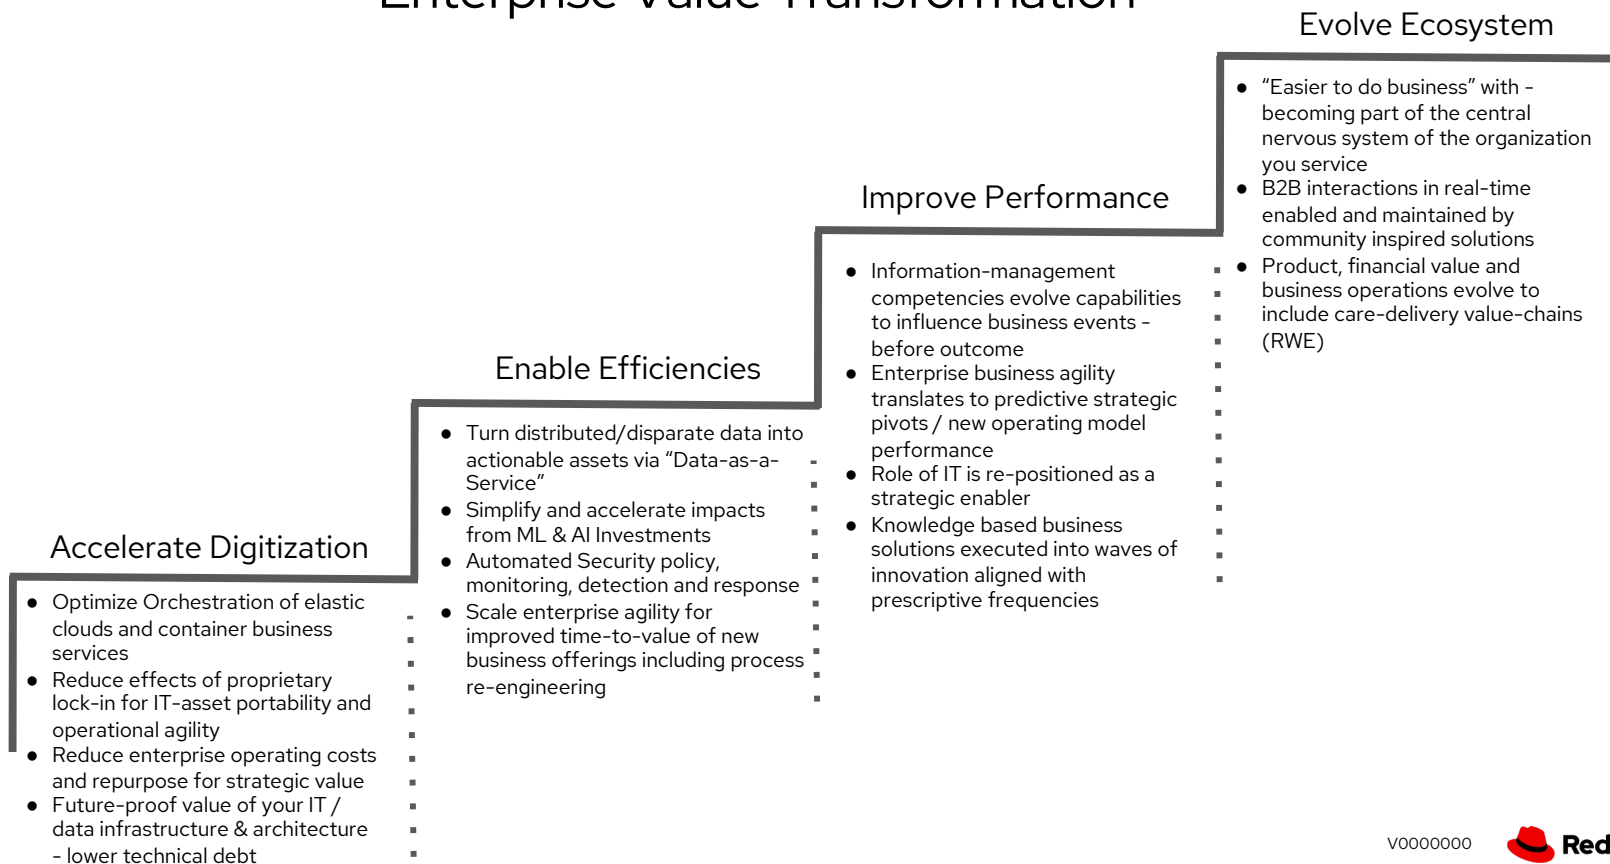 Enterprise Value Transformation
Evolve Ecosystem
● “Easier to do business” with -
becoming part of the central
nervous system of the organization
you service
● B2B interactions in real-time
enabled and maintained by
community inspired solutions
● Product, financial value and
business operations evolve to
include care-delivery value-chains
(RWE)
Improve Performance
● Information-management
competencies evolve capabilities
to influence business events -
before outcome
● Enterprise business agility
translates to predictive strategic
pivots / new operating model
performance
● Role of IT is re-positioned as a
strategic enabler
● Knowledge based business
solutions executed into waves of
innovation aligned with
prescriptive frequencies
Enable Efficiencies
● Turn distributed/disparate data into
actionable assets via “Data-as-a-
Service”
● Simplify and accelerate impacts
from ML & AI Investments
● Automated Security policy,
monitoring, detection and response
● Scale enterprise agility for
improved time-to-value of new
business offerings including process
re-engineering
Accelerate Digitization
● Optimize Orchestration of elastic
clouds and container business
services
● Reduce effects of proprietary
lock-in for IT-asset portability and
operational agility
● Reduce enterprise operating costs
and repurpose for strategic value
● Future-proof value of your IT /
data infrastructure & architecture
- lower technical debt
V0000000
Red